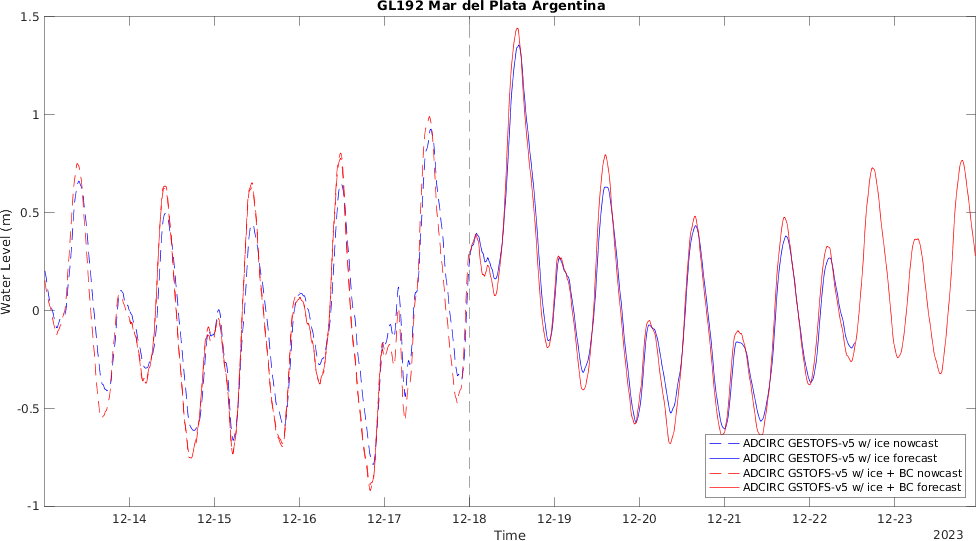 GL192 Mar del Plata Argentina
1.5
1
0.5
0
-0.5
-1
Water Level (m)
12-14
12-15
12-16
12-17
12-18
12-19
12-20
12-21
12-22
12-23
Time
2023
ADCIRC GESTOFS-v5 w/ ice nowcast
ADCIRC GESTOFS-v5 w/ ice forecast
ADCIRC GSTOFS-v5 w/ ice + BC nowcast
ADCIRC GSTOFS-v5 w/ ice + BC forecast